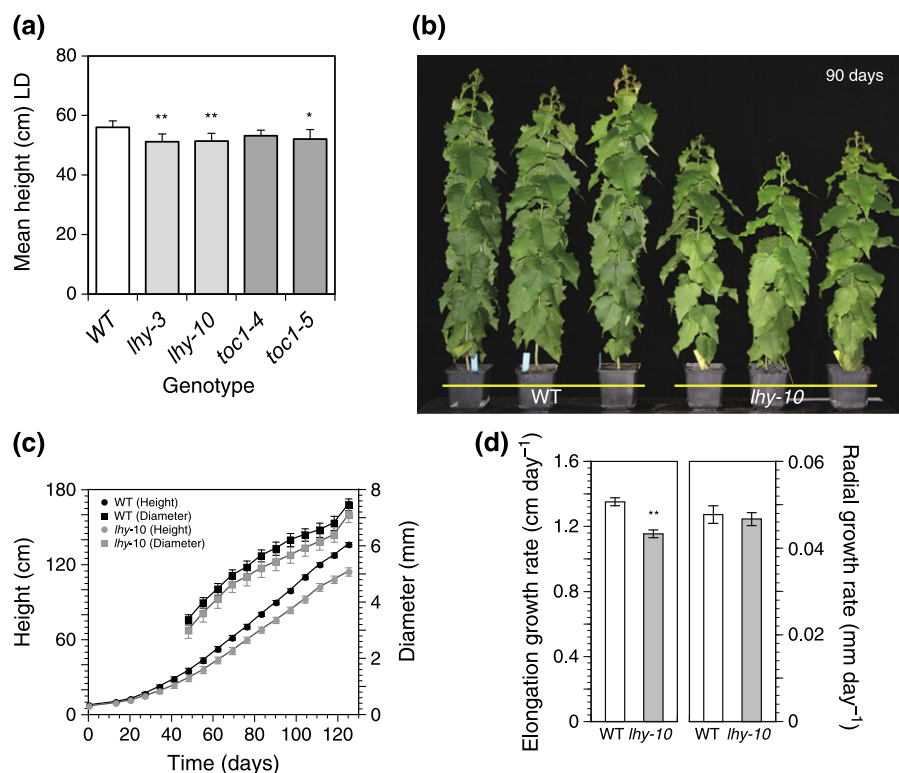 (a)
80
60
40
20
0
Mean height (cm) LD
**
**
*
WT
lhy-3
lhy-10
toc1-4
toc1-5
Genotype
(b)
90 days
WT
lhy-10
(c)
180
120
60
0
Height (cm)
WT (Height)
WT (Diameter)
lhy-10 (Height)
lhy-10 (Diameter)
8
6
4
2
0
Diameter (mm)
0 20 40 60 80 100 120
Time (days)
(d)
Elongation growth rate (cm day⁻¹)
1.6
1.2
0.8
0.4
0
**
WT lhy-10
WT lhy-10
0.06
0.04
0.02
0
Radial growth rate (mm day⁻¹)